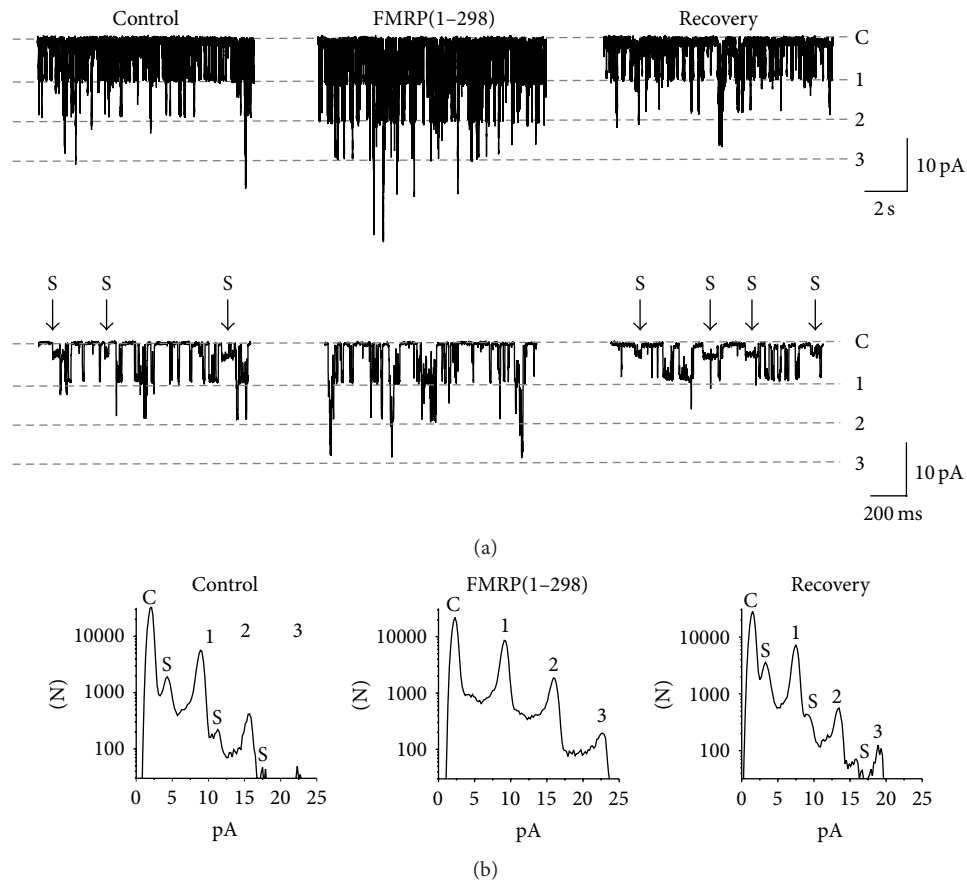 Control FMRP(1–298) Recovery
C
1
2
3
10 pA
2 s
S S S S S S S
C
1
2
3
10 pA
200 ms
(a)
Control FMRP(1–298) Recovery
C S 1 S 2 S 3
10000
1000
100
(N)
0 5 10 15 20 25
pA
C 1 2 3
10000
1000
100
(N)
0 5 10 15 20 25
pA
C S 1 S 2 S 3
10000
1000
100
(N)
0 5 10 15 20 25
pA
(b)